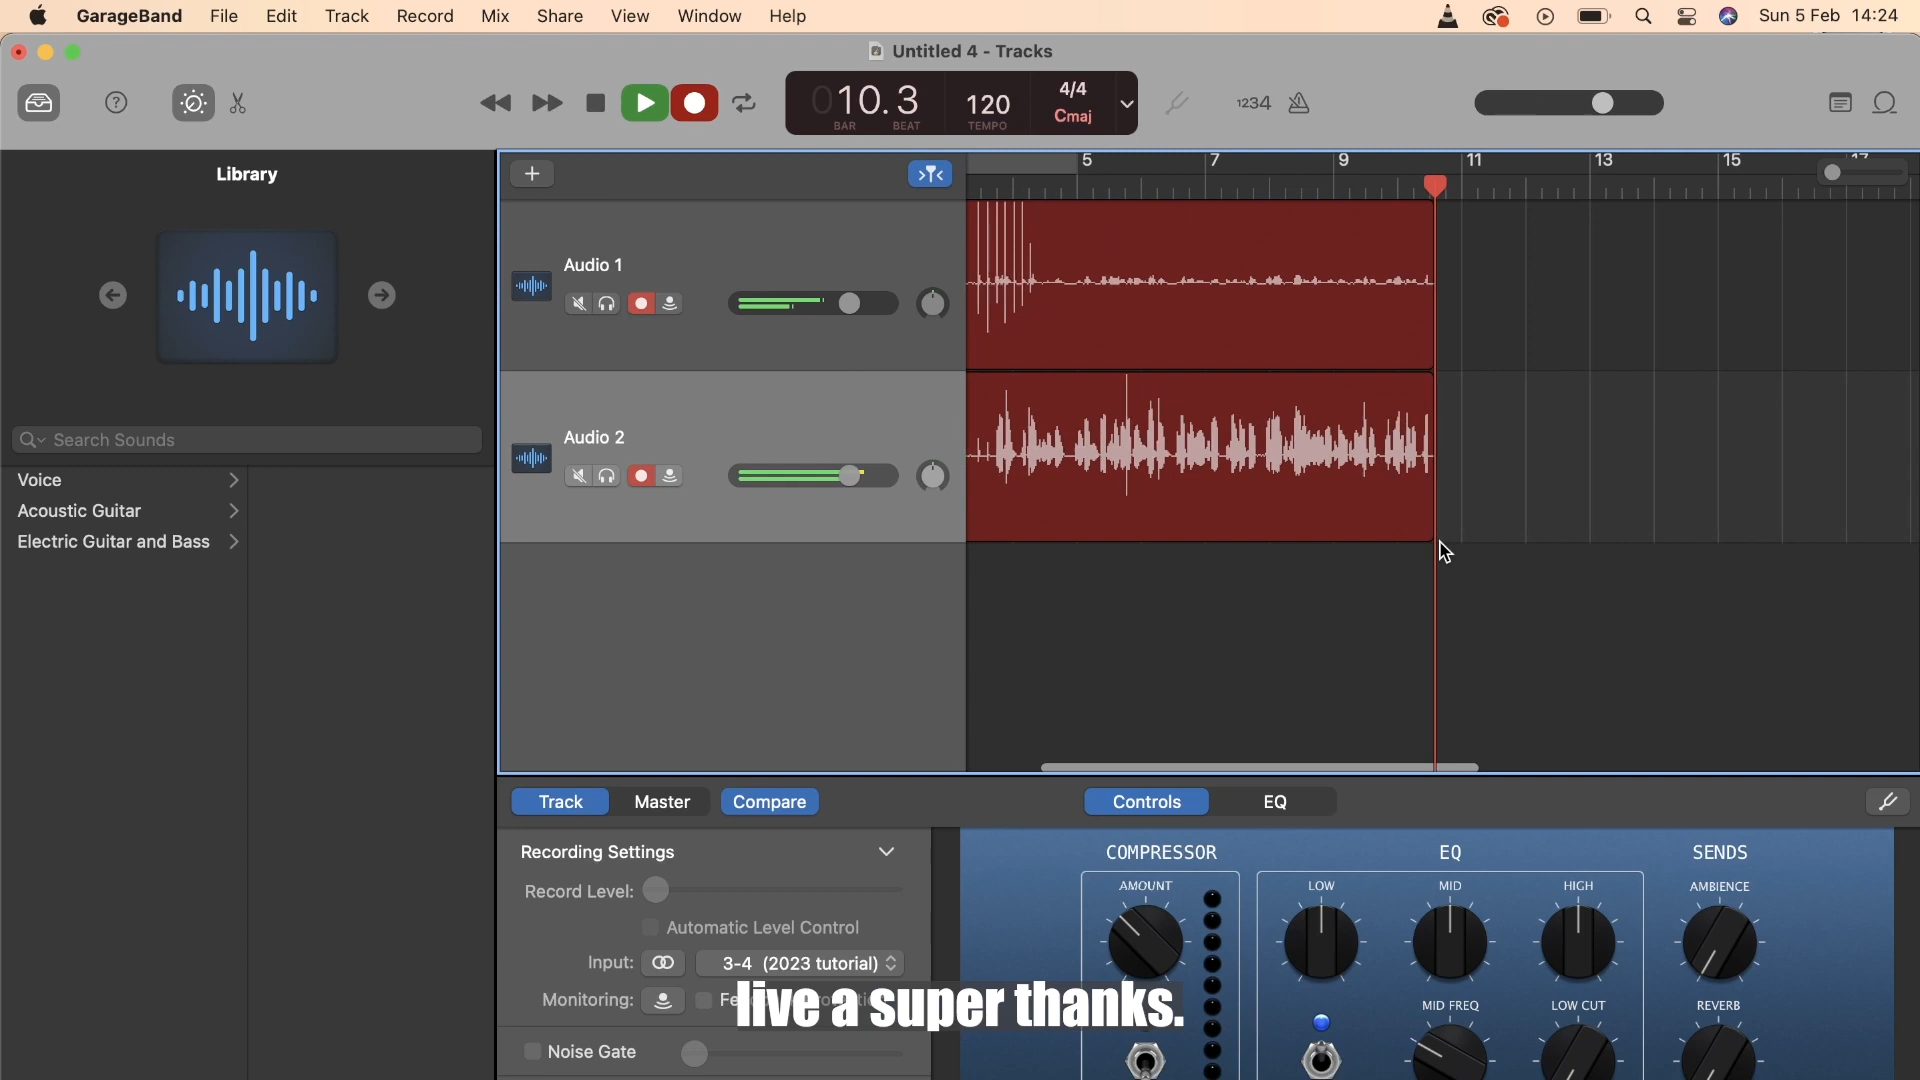 GarageBand File Edit Track Record Mix Share View Window Help Sun 5 Feb 14:24
Untitled 4 - Tracks
010.3 120 4/4
Cmaj
BAR BEAT TEMPO
1234
Library
5 7 9 11 13 15 17
Audio 1
Audio 2
Search Sounds
Voice
Acoustic Guitar
Electric Guitar and Bass
Track Master Compare Controls EQ
Recording Settings
Record Level:
Automatic Level Control
Input: 3-4 (2023 tutorial)
Monitoring:
Noise Gate
COMPRESSOR EQ SENDS
AMOUNT LOW MID HIGH AMBIENCE
MID FREQ LOW CUT REVERB
live a super thanks.